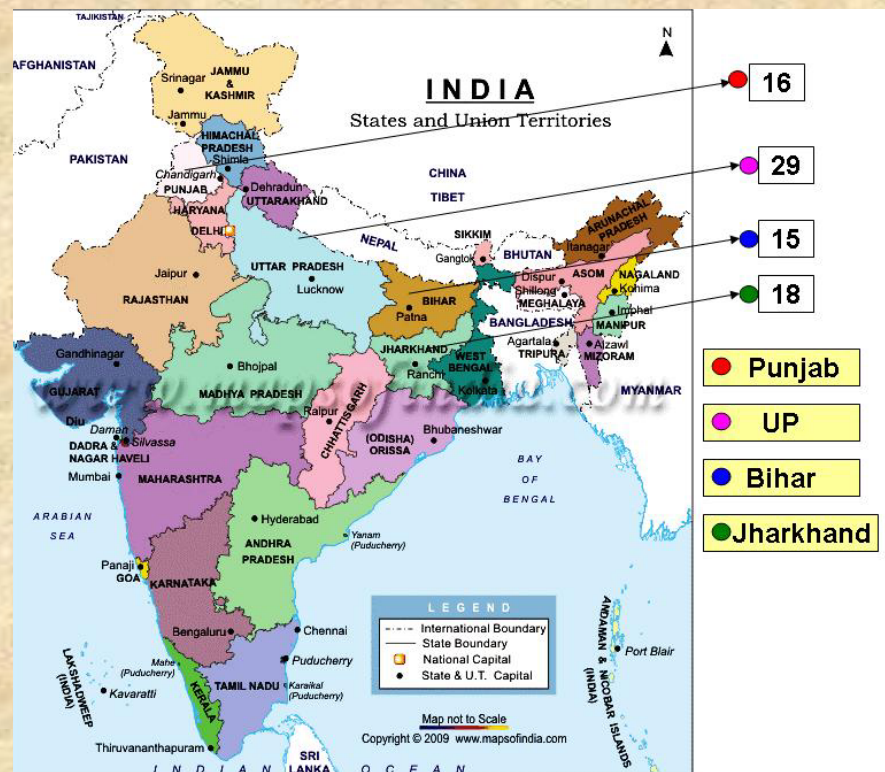 TAJIKISTAN
AFGHANISTAN
N
Srinagar
JAMMU
&
KASHMIR
INDIA
States and Union Territories
16
Jammu
HIMACHAL
PRADESH
Shimla
PAKISTAN
Chandigarh
PUNJAB
Dehradun
UTTARAKHAND
CHINA
TIBET
29
HARYANA
DELHI
NEPAL
SIKKIM
Gangtok
BHUTAN
ARUNACHAL
PRADESH
Itanagar
15
Jaipur
RAJASTHAN
UTTAR PRADESH
Lucknow
BIHAR
Patna
Dispur
ASOM
Shillong
MEGHALAYA
NAGALAND
Kohima
18
Imphal
MANIPUR
BANGLADESH
Gandhinagar
GUJARAT
Bhojpal
MADHYA PRADESH
JHARKHAND
Ranchi
WEST
BENGAL
Kolkata
Agartala
TRIPURA
Aizawl
MIZORAM
MYANMAR
Punjab
www.mapsofindia.com
Diu
Daman
Silvassa
DADRA &
NAGAR HAVELI
Raipur
CHHATTISGARH
Bhubaneshwar
(ODISHA)
ORISSA
UP
Mumbai
MAHARASHTRA
BAY
OF
BENGAL
Bihar
ARABIAN
SEA
Hyderabad
ANDHRA
PRADESH
Yanam
(Puducherry)
Jharkhand
Panaji
GOA
KARNATAKA
LEGEND
International Boundary
State Boundary
National Capital
State & U.T. Capital
Bengaluru
Chennai
Mahe
(Puducherry)
Puducherry
LAKSHADWEEP
(INDIA)
Kavaratti
KERALA
TAMIL NADU
Karaikal
(Puducherry)
ANDAMAN & NICOBAR ISLANDS
(INDIA)
Port Blair
Map not to Scale
Copyright © 2009 www.mapsofindia.com
Thiruvananthapuram
SRI
LANKA
INDIAN OCEAN